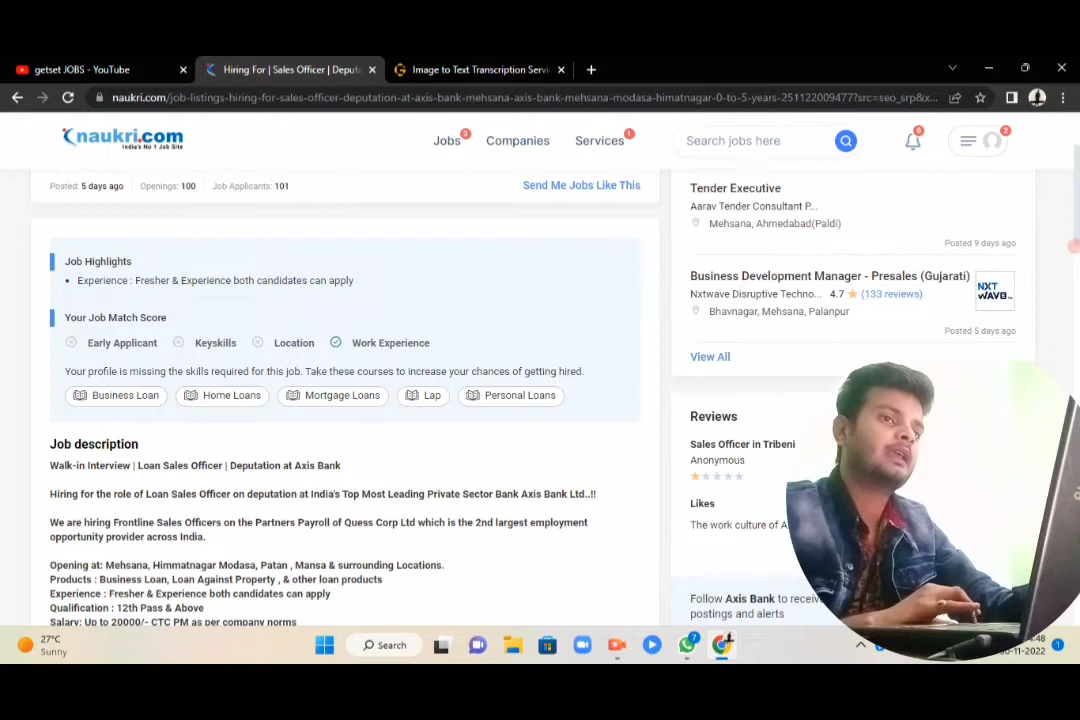 getset JOBS - YouTube
Hiring For | Sales Officer | Deputa
Image to Text Transcription Servi
naukri.com/job-listings-hiring-for-sales-officer-deputation-at-axis-bank-mehsana-axis-bank-mehsana-modasa-himatnagar-0-to-5-years-251122009477?src=seo_srp&x...
naukri.com
India's No 1 Job Site
Jobs 3
Companies
Services 1
Search jobs here
6
2
Posted: 5 days ago
Openings: 100
Job Applicants: 101
Send Me Jobs Like This
Job Highlights
• Experience : Fresher & Experience both candidates can apply
Your Job Match Score
Early Applicant
Keyskills
Location
Work Experience
Your profile is missing the skills required for this job. Take these courses to increase your chances of getting hired.
Business Loan
Home Loans
Mortgage Loans
Lap
Personal Loans
Job description
Walk-in Interview | Loan Sales Officer | Deputation at Axis Bank
Hiring for the role of Loan Sales Officer on deputation at India's Top Most Leading Private Sector Bank Axis Bank Ltd..!!
We are hiring Frontline Sales Officers on the Partners Payroll of Quess Corp Ltd which is the 2nd largest employment
opportunity provider across India.
Opening at: Mehsana, Himmatnagar Modasa, Patan , Mansa & surrounding Locations.
Products : Business Loan, Loan Against Property , & other loan products
Experience : Fresher & Experience both candidates can apply
Qualification : 12th Pass & Above
Salary: Up to 20000/- CTC PM as per company norms
Tender Executive
Aarav Tender Consultant P...
Mehsana, Ahmedabad(Paldi)
Posted 9 days ago
Business Development Manager - Presales (Gujarati)
Nxtwave Disruptive Techno... 4.7 (133 reviews)
NXT
WAVE
Bhavnagar, Mehsana, Palanpur
Posted 5 days ago
View All
Reviews
Sales Officer in Tribeni
Anonymous
Likes
The work culture of A
Follow Axis Bank to receiv
postings and alerts
27°C
Sunny
Search
7
:48
-11-2022
1